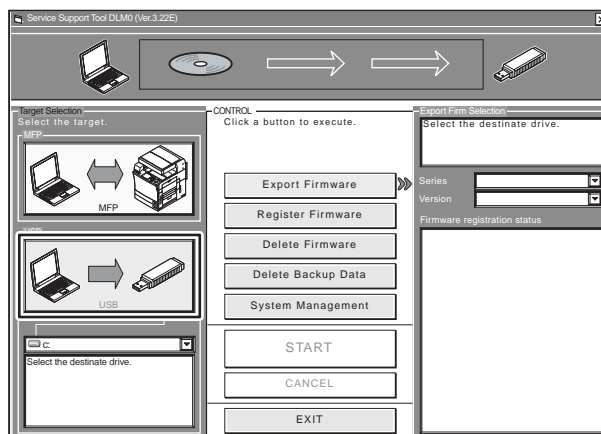 Service Support Tool DLM0 (Ver.3.22E)
Target Selection
Select the target.
MFP
MFP
USB
USB
c:
Select the destinate drive.
CONTROL
Click a button to execute.
Export Firmware
Register Firmware
Delete Firmware
Delete Backup Data
System Management
START
CANCEL
EXIT
Export Firm Selection
Select the destinate drive.
Series
Version
Firmware registration status